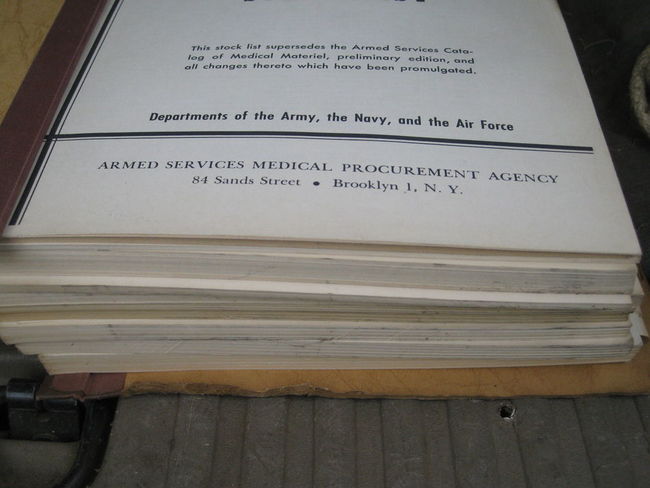 This stock list supersedes the Armed Services Cata-
log of Medical Materiel, preliminary edition, and
all changes thereto which have been promulgated.
Departments of the Army, the Navy, and the Air Force
ARMED SERVICES MEDICAL PROCUREMENT AGENCY
84 Sands Street • Brooklyn 1, N. Y.